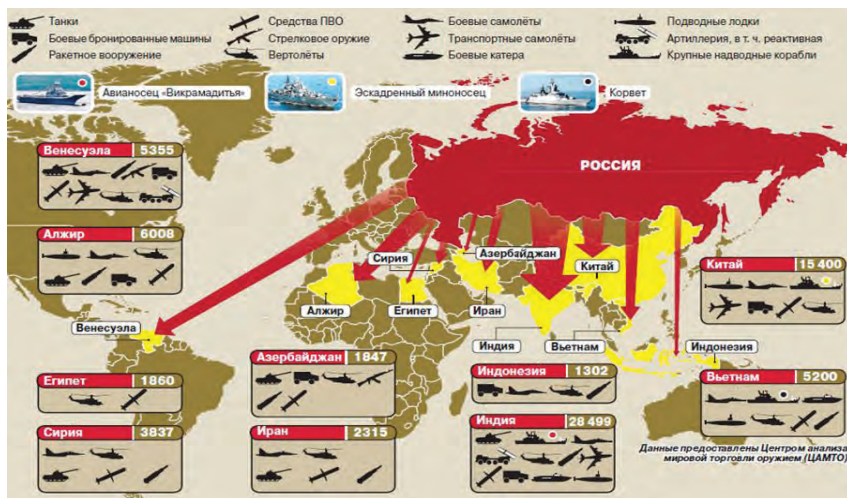 Танки
Боевые бронированные машины
Ракетное вооружение
Средства ПВО
Стрелковое оружие
Вертолёты
Боевые самолёты
Транспортные самолёты
Боевые катера
Подводные лодки
Артиллерия, в т. ч. реактивная
Крупные надводные корабли
Авианосец «Викрамадитья»
Эскадренный миноносец
Корвет
РОССИЯ
Венесуэла 5355
Алжир 6008
Сирия
Азербайджан
Китай
Китай 15 400
Алжир
Египет
Иран
Венесуэла
Индия
Вьетнам
Индонезия
Азербайджан 1847
Индонезия 1302
Вьетнам 5200
Египет 1860
Индия 28 499
Сирия 3837
Иран 2315
Данные предоставлены Центром анализа
мировой торговли оружием (ЦАМТО)